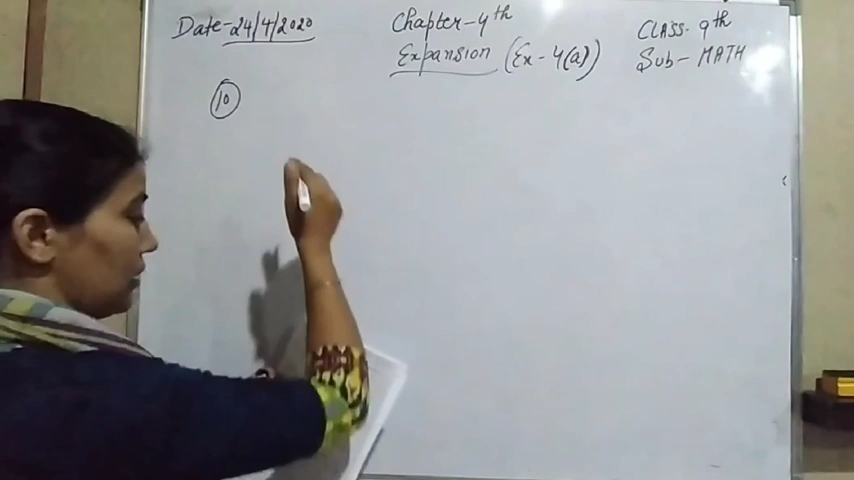 Date-24/4/2020
Chapter-4th
Expansion (Ex-4(a))
CLASS-9th
Sub-MATH
10